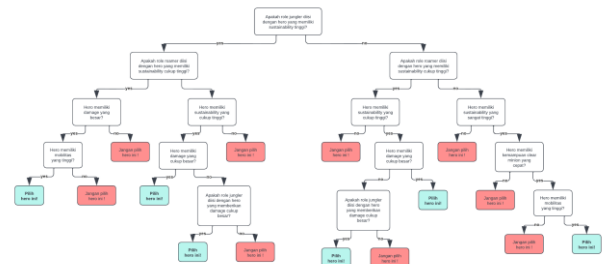 Apakah role jungler diisi
dengan hero yang memiliki
sustainability tinggi?
yes
no
Apakah role roamer diisi
dengan hero yang memiliki
sustainability cukup tinggi?
Apakah role roamer diisi
dengan hero yang memiliki
sustainability cukup tinggi?
yes
no
yes
no
Hero memiliki
damage yang
besar?
Hero memiliki
sustainability yang
cukup tinggi?
Hero memiliki
sustainability yang
cukup tinggi?
Hero memiliki
sustainability yang
sangat tinggi?
yes
no
yes
no
no
yes
no
yes
Hero memiliki
mobilitas
yang tinggi?
Jangan pilih
hero ini !
Hero memiliki
damage yang
cukup besar?
Jangan pilih
hero ini !
Jangan pilih
hero ini !
Hero memiliki
damage yang
cukup besar?
Jangan pilih
hero ini !
Hero memiliki
kemampuan clear
minion yang
cepat?
yes
no
yes
no
no
yes
no
yes
Pilih
hero ini!
Jangan pilih
hero ini !
Pilih
hero ini!
Apakah role jungler
diisi dengan hero
yang memberikan
damage cukup
besar?
Apakah role jungler
diisi dengan hero
yang memberikan
damage cukup
besar?
Pilih
hero ini!
Jangan pilih
hero ini !
Hero memiliki
mobilitas
yang tinggi?
yes
no
yes
no
no
yes
Pilih
hero ini!
Jangan pilih
hero ini !
Pilih
hero ini!
Jangan pilih
hero ini !
Jangan pilih
hero ini !
Pilih
hero ini!